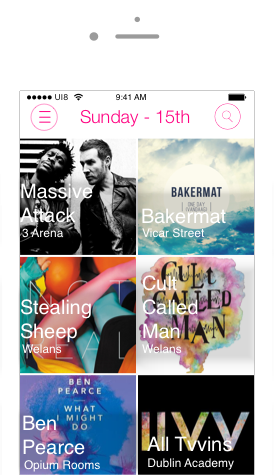 UI8 9:41 AM
Sunday - 15th
Massive
Attack
3 Arena
BAKERMAT
ONE DAY
(VANDAAG)
Bakermat
Vicar Street
Stealing
Sheep
Welans
CULT
CALLED
MAN
Cult
Called
Man
Welans
BEN
PEARCE
WHAT
I MIGHT
DO
Ben
Pearce
Opium Rooms
All Tvvins
Dublin Academy